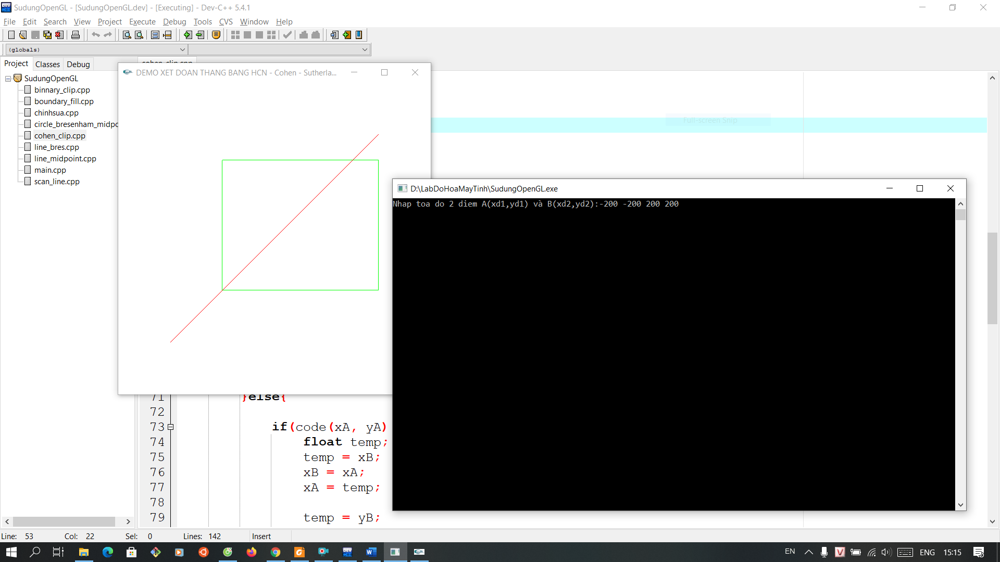 SudungOpenGL - [SudungOpenGL.dev] - [Executing] - Dev-C++ 5.4.1
File Edit Search View Project Execute Debug Tools CVS Window Help
(globals)
Project Classes Debug
cohen_clip.cpp
SudungOpenGL
binnary_clip.cpp
boundary_fill.cpp
chinhsua.cpp
circle_bresenham_midpo
cohen_clip.cpp
line_bres.cpp
line_midpoint.cpp
main.cpp
scan_line.cpp
DEMO XET DOAN THANG BANG HCN - Cohen - Sutherla...
Full-screen Snip
D:\LabDoHoaMayTinh\SudungOpenGL.exe
Nhap toa do 2 diem A(xd1,yd1) và B(xd2,yd2):-200 -200 200 200
71 }else{
72
73 if(code(xA, yA)
74 float temp;
75 temp = xB;
76 xB = xA;
77 xA = temp;
78
79 temp = yB;
Line: 53 Col: 22 Sel: 0 Lines: 142 Insert
EN ENG 15:15